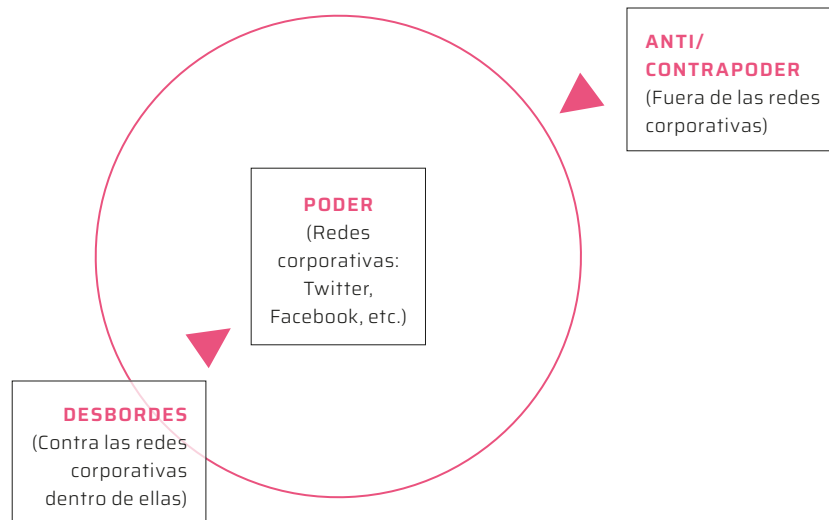 ANTI/
CONTRAPODER
(Fuera de las redes
corporativas)
PODER
(Redes
corporativas:
Twitter,
Facebook, etc.)
DESBORDES
(Contra las redes
corporativas
dentro de ellas)